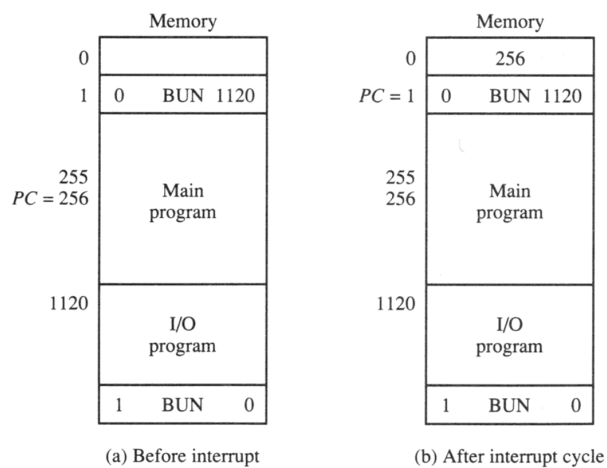 Memory
0
1
0 BUN 1120
255
PC = 256
Main
program
1120
I/O
program
1 BUN 0
(a) Before interrupt
Memory
0
256
PC = 1
0 BUN 1120
255
256
Main
program
1120
I/O
program
1 BUN 0
(b) After interrupt cycle